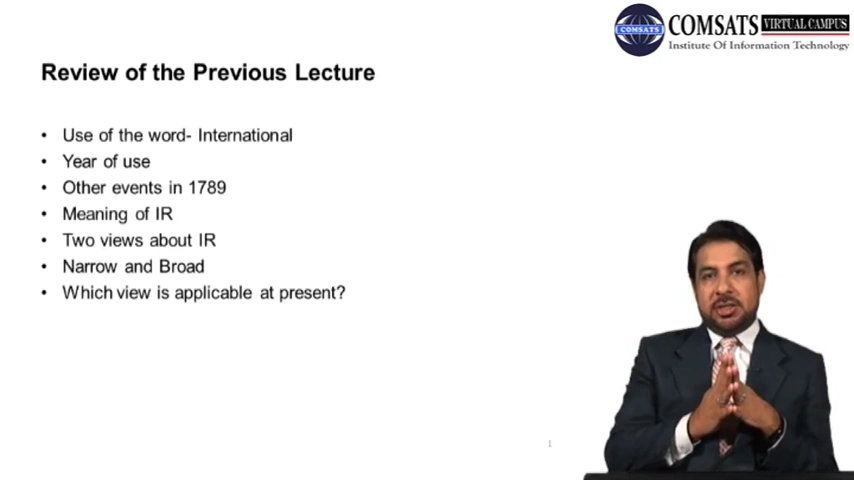 COMSATS VIRTUAL CAMPUS
COMSATS
Institute Of Information Technology
Review of the Previous Lecture
• Use of the word- International
• Year of use
• Other events in 1789
• Meaning of IR
• Two views about IR
• Narrow and Broad
• Which view is applicable at present?
1